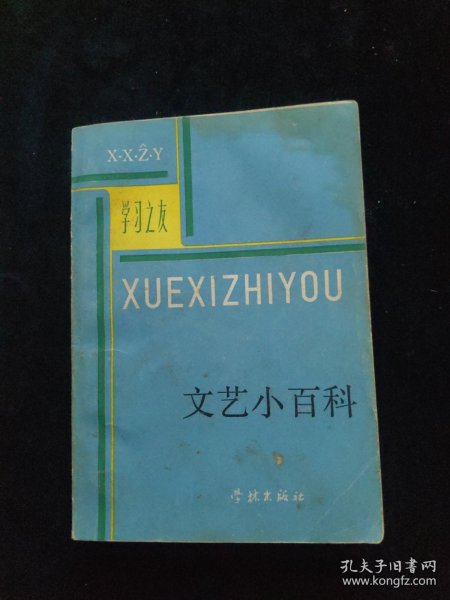 X·X·Ẑ·Y
学习之友
XUEXIZHIYOU
文艺小百科
学林出版社
孔夫子旧书网
www.kongfz.com